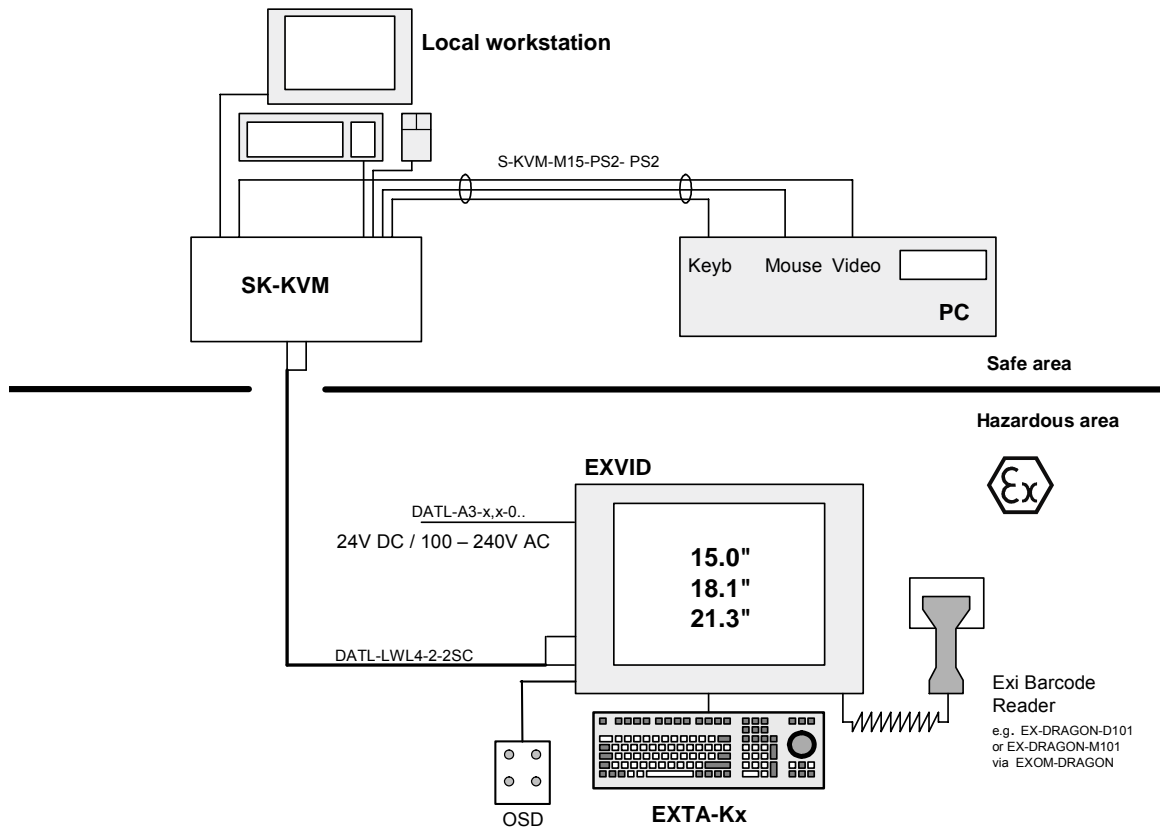 Local workstation
S-KVM-M15-PS2- PS2
SK-KVM
Keyb Mouse Video
PC
Safe area
Hazardous area
Ex
EXVID
DATL-A3-x,x-0..
24V DC / 100 – 240V AC
15.0"
18.1"
21.3"
DATL-LWL4-2-2SC
Exi Barcode
Reader
e.g. EX-DRAGON-D101
or EX-DRAGON-M101
via EXOM-DRAGON
OSD
EXTA-Kx